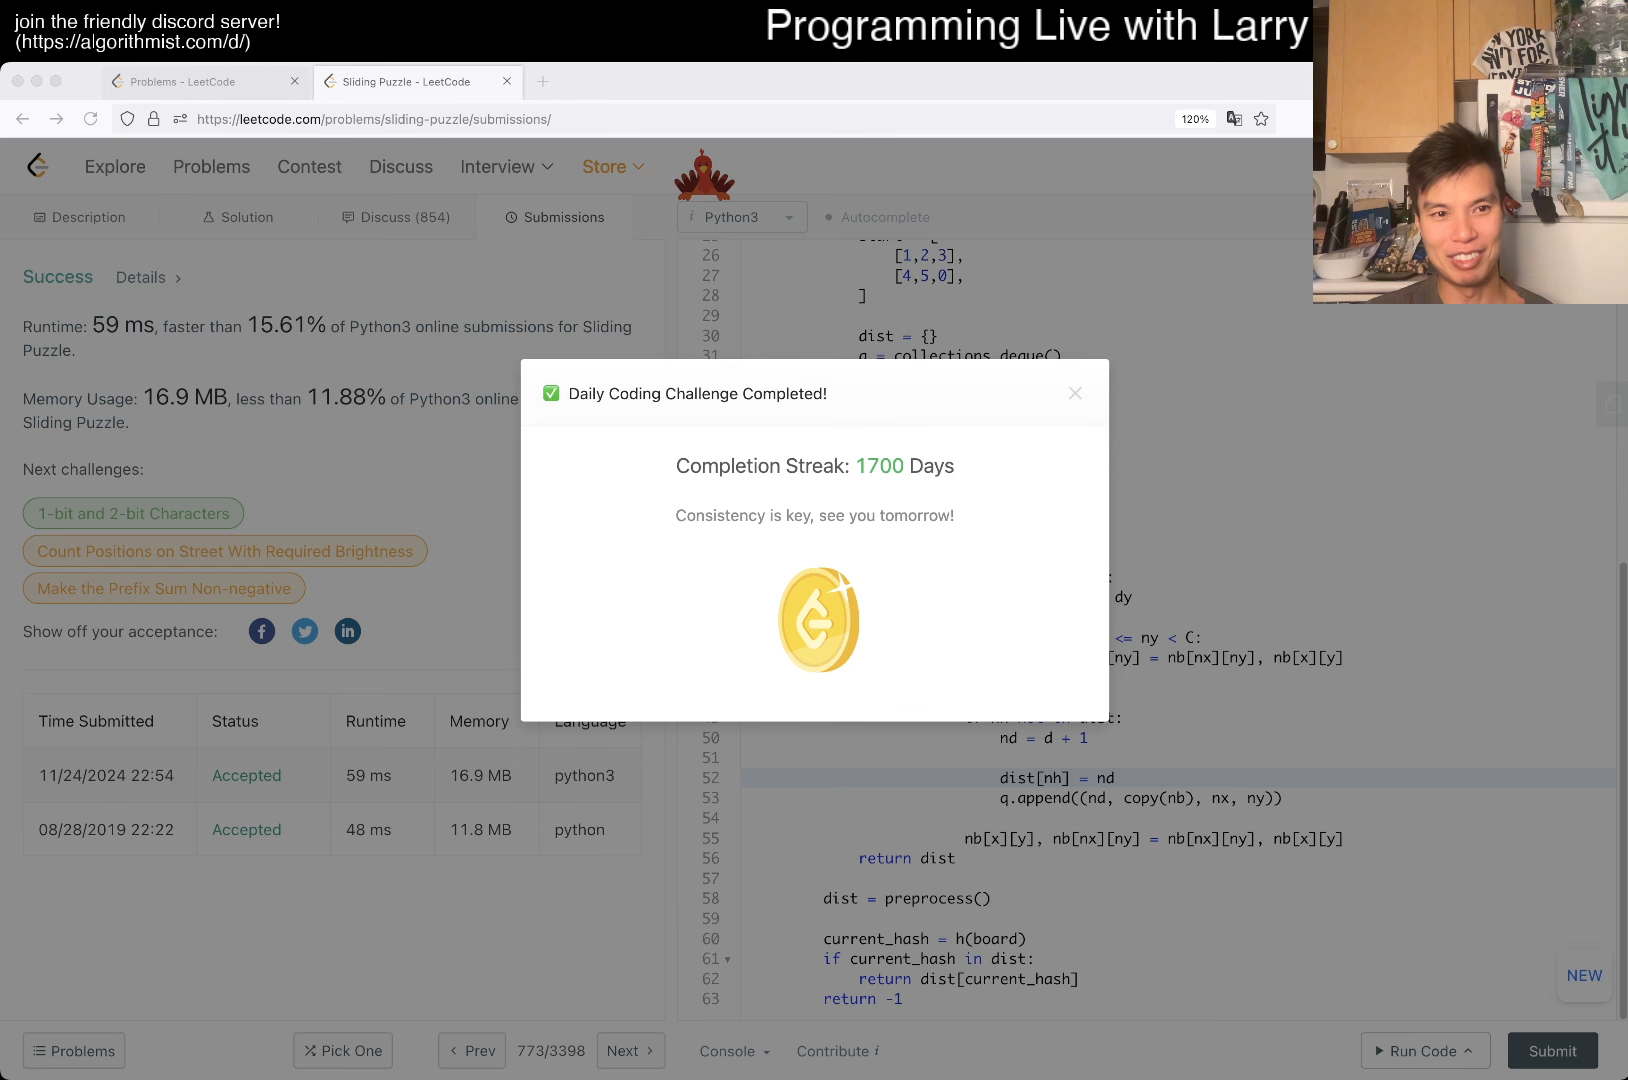 join the friendly discord server!
(https://algorithmist.com/d/)
Programming Live with Larry
Problems - LeetCode
Sliding Puzzle - LeetCode
https://leetcode.com/problems/sliding-puzzle/submissions/
120%
Explore
Problems
Contest
Discuss
Interview
Store
Description
Solution
Discuss (854)
Submissions
i Python3
Autocomplete
Success
Details
Runtime: 59 ms, faster than 15.61% of Python3 online submissions for Sliding
Puzzle.
Memory Usage: 16.9 MB, less than 11.88% of Python3 online
Sliding Puzzle.
Next challenges:
1-bit and 2-bit Characters
Count Positions on Street With Required Brightness
Make the Prefix Sum Non-negative
Show off your acceptance:
Time Submitted
Status
Runtime
Memory
Language
11/24/2024 22:54
Accepted
59 ms
16.9 MB
python3
08/28/2019 22:22
Accepted
48 ms
11.8 MB
python
26 [1,2,3],
27 [4,5,0],
28 ]
29
30 dist = {}
31 q = collections.deque()
✅ Daily Coding Challenge Completed!
Completion Streak: 1700 Days
Consistency is key, see you tomorrow!
:
dy
<= ny < C:
[ny] = nb[nx][ny], nb[x][y]
50 nd = d + 1
51
52 dist[nh] = nd
53 q.append((nd, copy(nb), nx, ny))
54
55 nb[x][y], nb[nx][ny] = nb[nx][ny], nb[x][y]
56 return dist
57
58 dist = preprocess()
59
60 current_hash = h(board)
61 if current_hash in dist:
62 return dist[current_hash]
63 return -1
NEW
Problems
Pick One
Prev
773/3398
Next
Console
Contribute i
Run Code
Submit